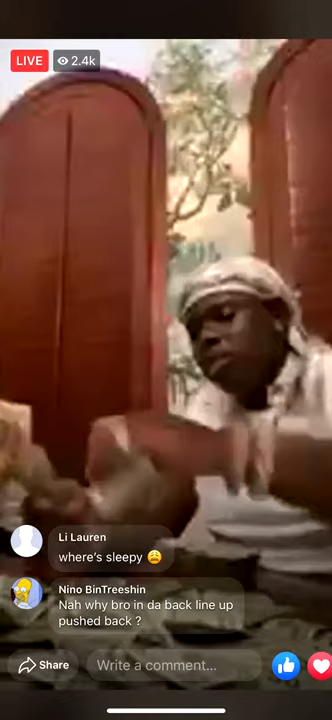 LIVE 2.4k
Li Lauren
where's sleepy 😩
Nino BinTreeshin
Nah why bro in da back line up
pushed back ?
Share Write a comment...